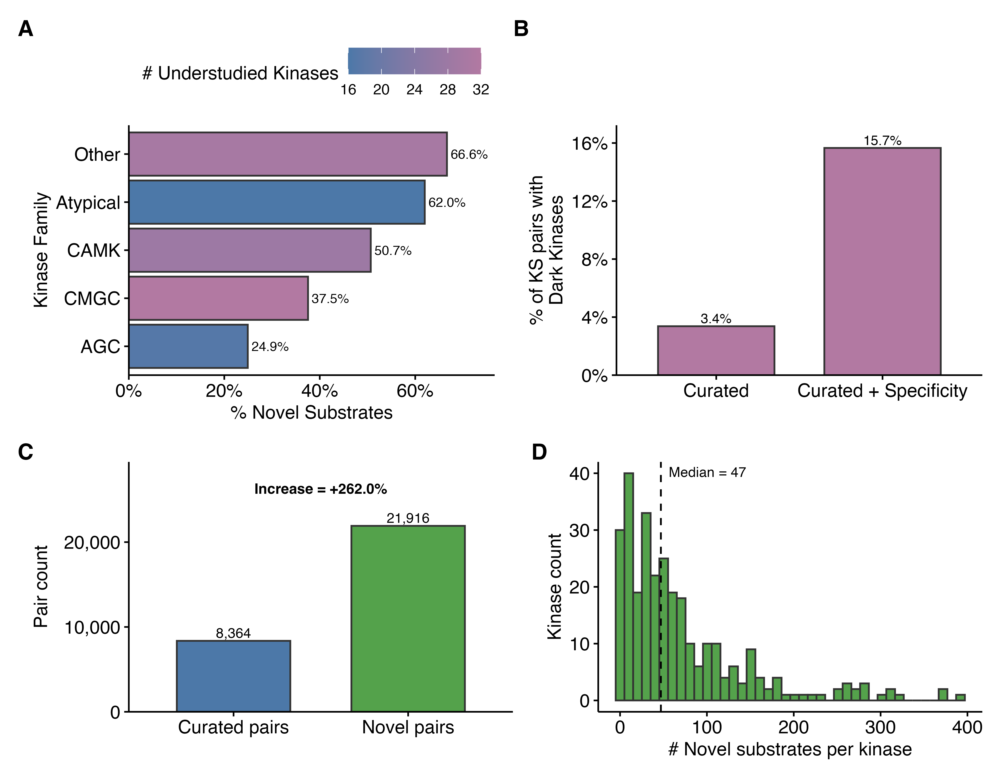 A
# Understudied Kinases
16 20 24 28 32
Kinase Family
Other
66.6%
Atypical
62.0%
CAMK
50.7%
CMGC
37.5%
AGC
24.9%
0% 20% 40% 60%
% Novel Substrates
B
% of KS pairs with
Dark Kinases
16%
12%
8%
4%
0%
3.4%
15.7%
Curated
Curated + Specificity
C
Increase = +262.0%
Pair count
20,000
10,000
0
8,364
21,916
Curated pairs
Novel pairs
D
Median = 47
Kinase count
40
30
20
10
0
0 100 200 300 400
# Novel substrates per kinase